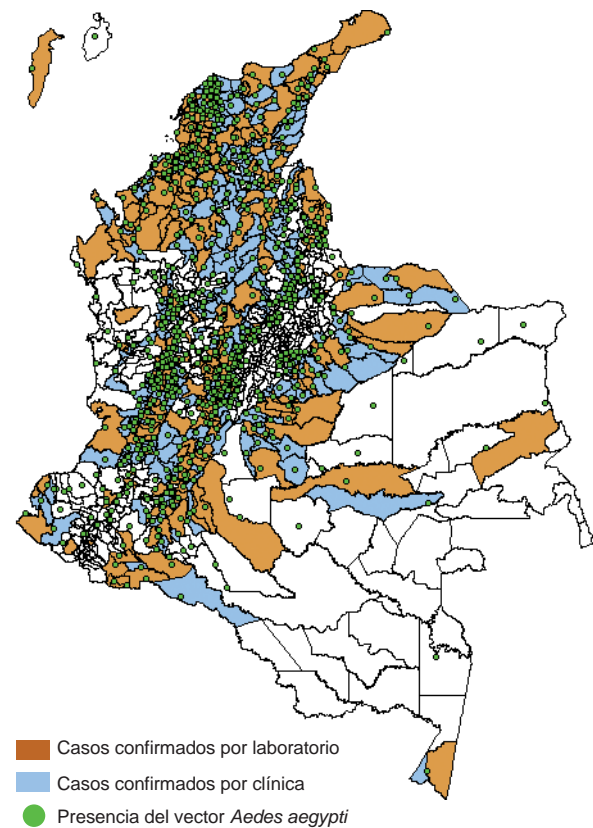 Casos confirmados por laboratorio
Casos confirmados por clínica
Presencia del vector Aedes aegypti